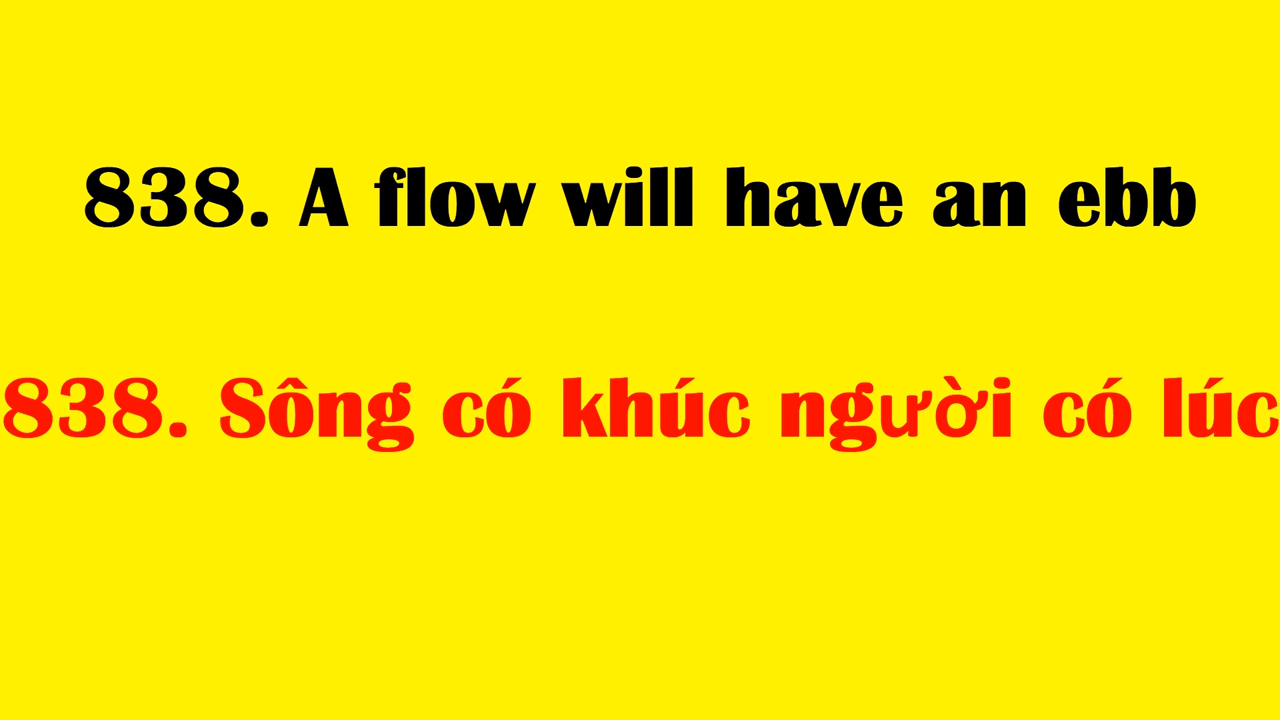 838. A flow will have an ebb
838. Sông có khúc người có lúc